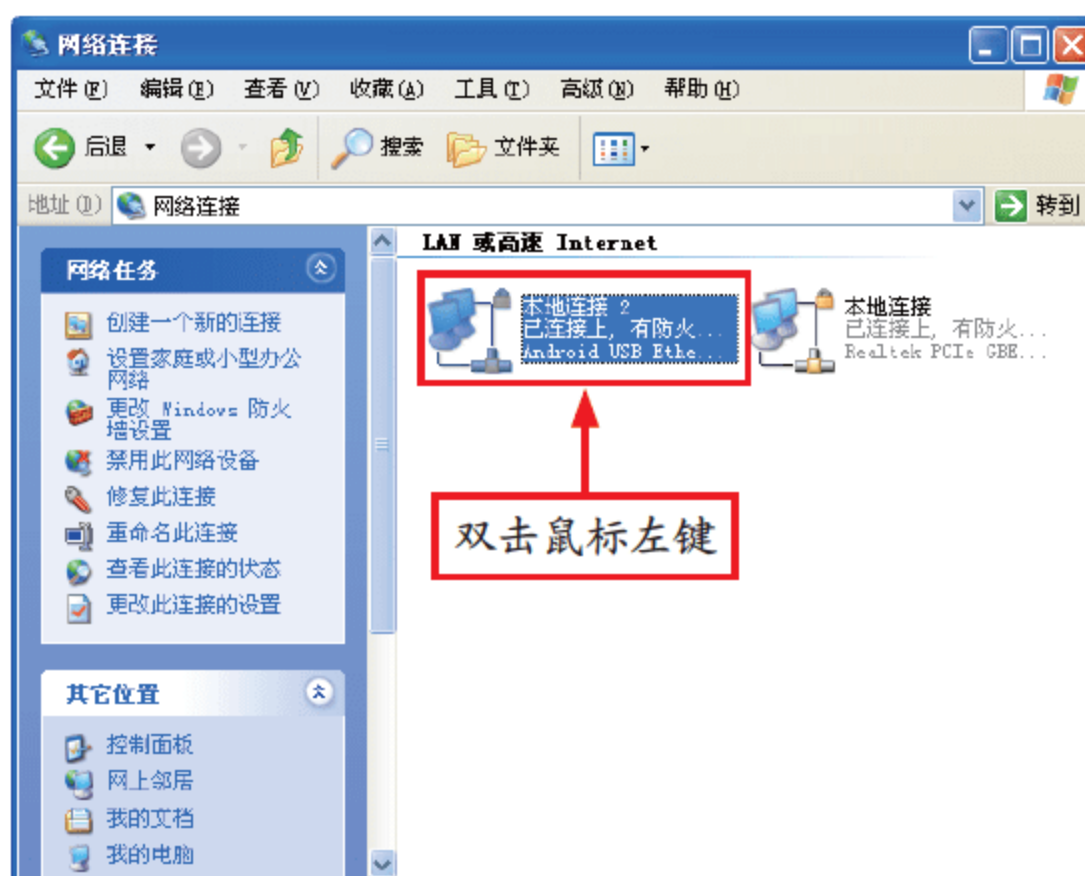 网络连接
文件(F) 编辑(E) 查看(V) 收藏(A) 工具(T) 高级(N) 帮助(H)
后退 搜索 文件夹
地址(D) 网络连接 转到
网络任务
创建一个新的连接
设置家庭或小型办公
网络
更改 Windows 防火
墙设置
禁用此网络设备
修复此连接
重命名此连接
查看此连接的状态
更改此连接的设置
其它位置
控制面板
网上邻居
我的文档
我的电脑
LAN 或高速 Internet
本地连接 2
已连接上, 有防火...
Android USB Ethe...
本地连接
已连接上, 有防火...
Realtek PCIe GBE...
双击鼠标左键